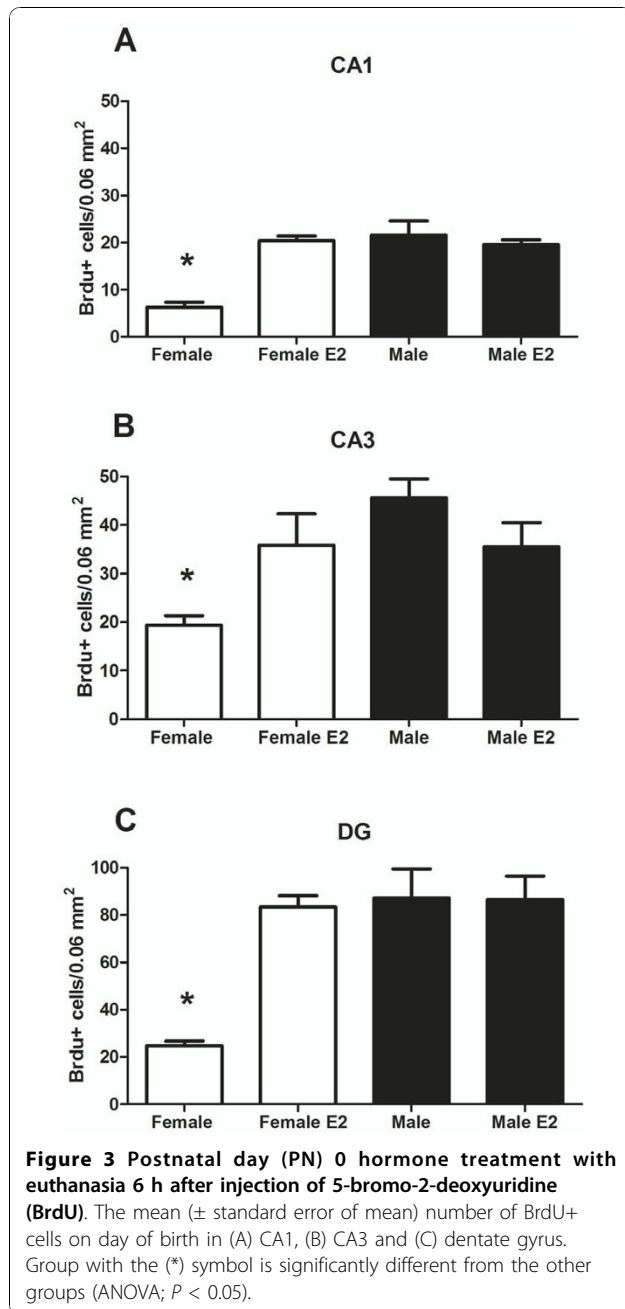 A
CA1
Brdu+ cells/0.06 mm²
50
40
30
20
10
0
*
Female Female E2 Male Male E2
B
CA3
Brdu+ cells/0.06 mm²
50
40
30
20
10
0
*
Female Female E2 Male Male E2
C
DG
Brdu+ cells/0.06 mm²
100
80
60
40
20
0
*
Female Female E2 Male Male E2
Figure 3 Postnatal day (PN) 0 hormone treatment with
euthanasia 6 h after injection of 5-bromo-2-deoxyuridine
(BrdU). The mean (± standard error of mean) number of BrdU+
cells on day of birth in (A) CA1, (B) CA3 and (C) dentate gyrus.
Group with the (*) symbol is significantly different from the other
groups (ANOVA; P < 0.05).